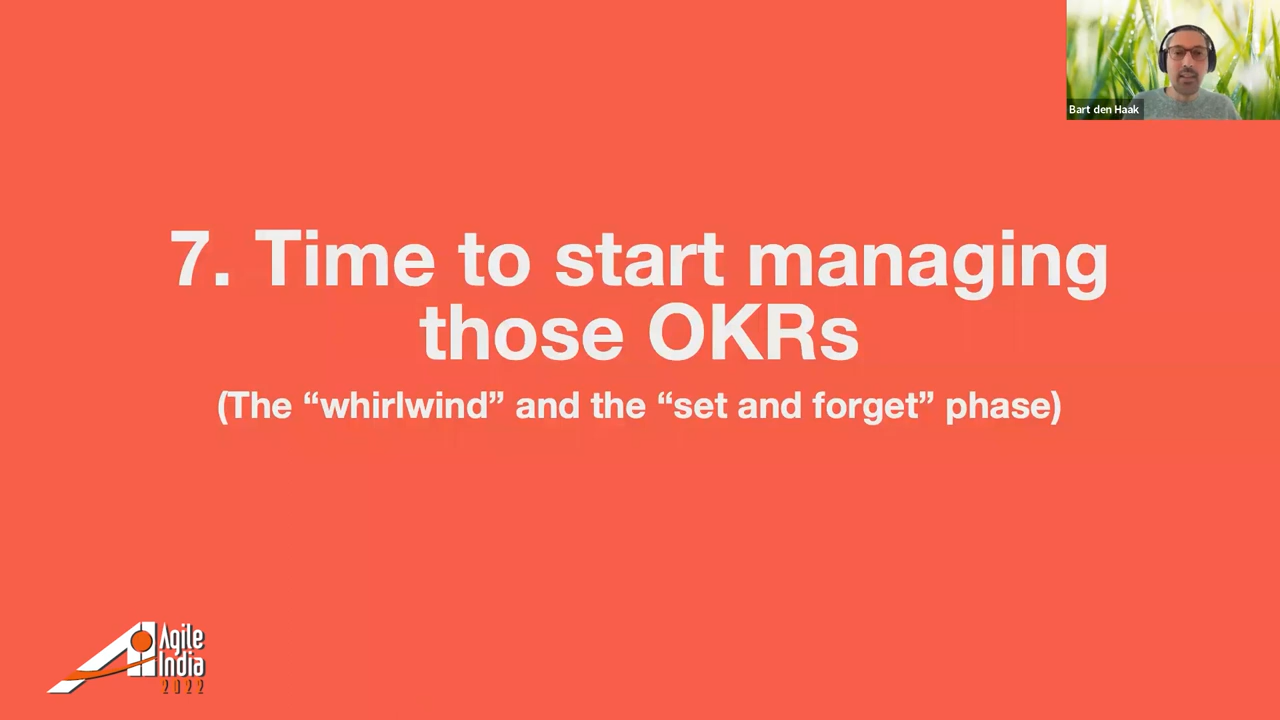 Bart den Haak
7. Time to start managing
those OKRs
(The “whirlwind” and the “set and forget” phase)
Agile
India
2022